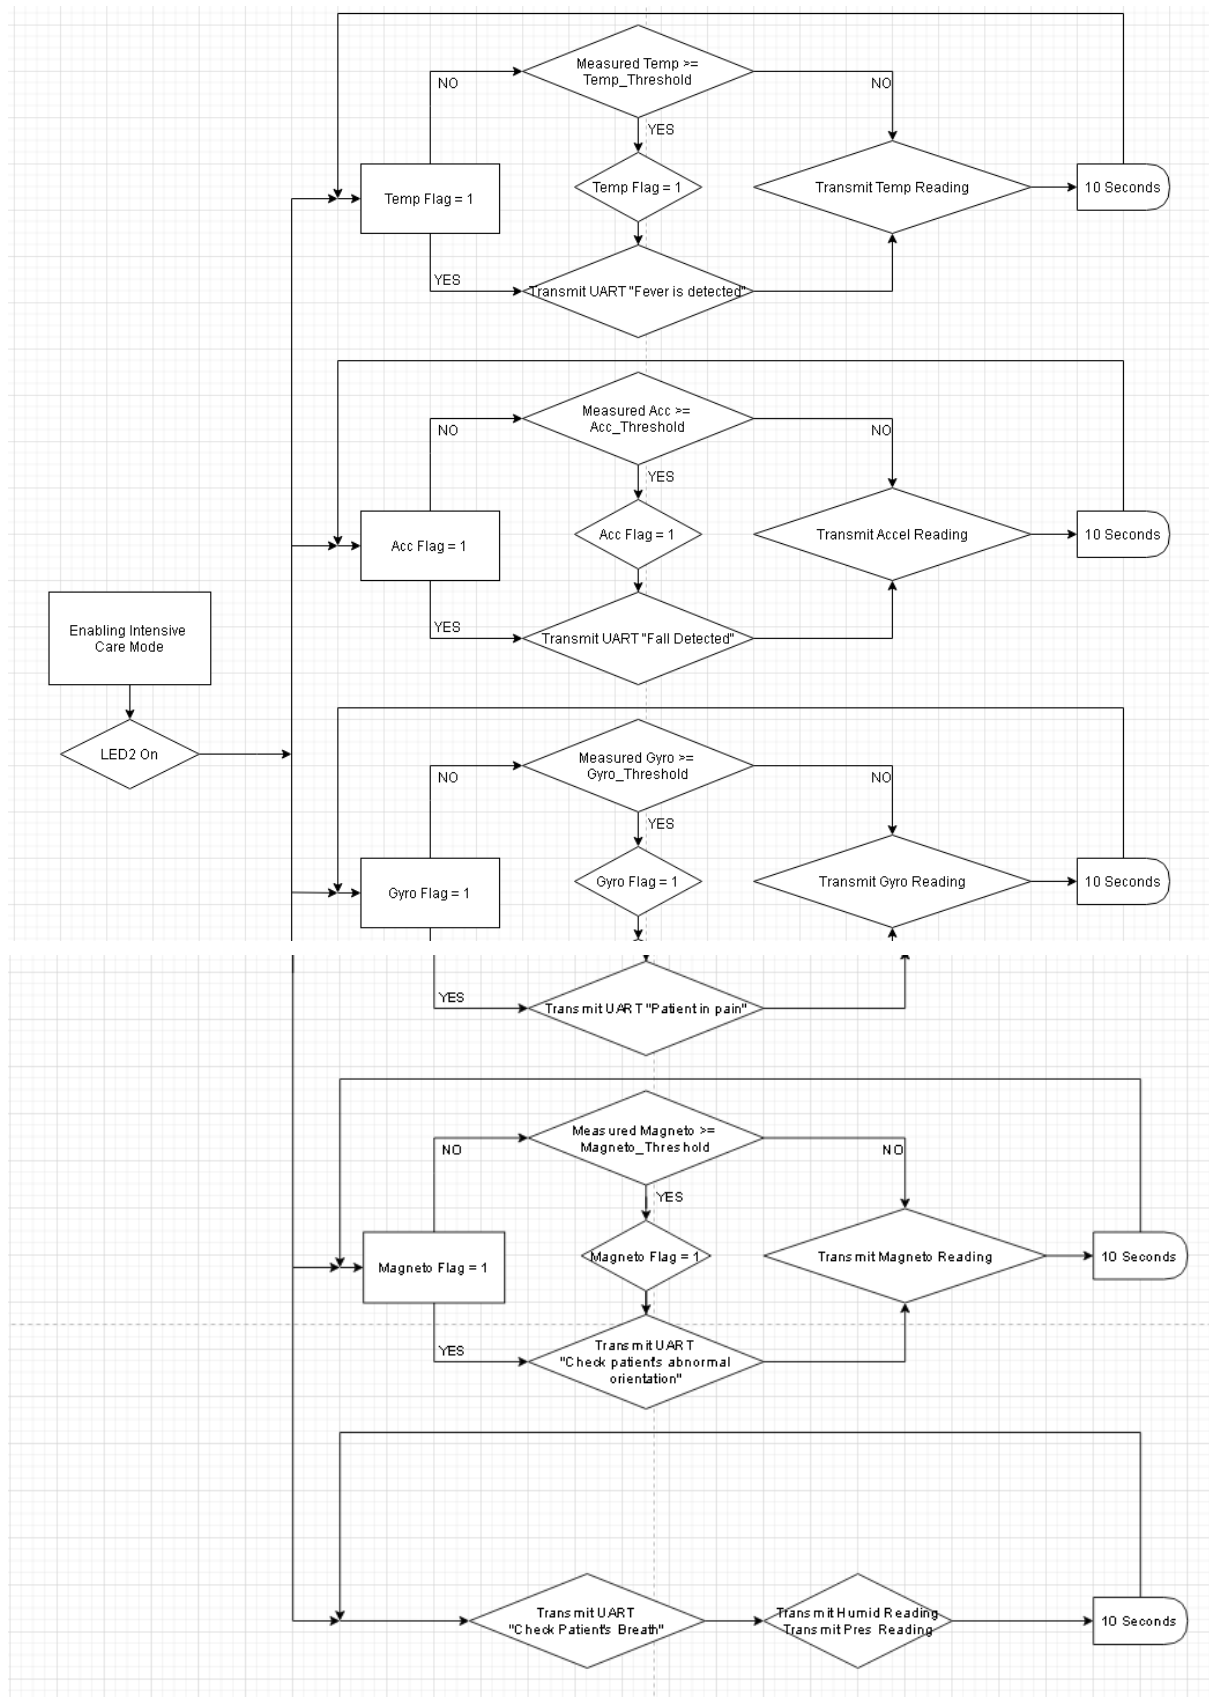 Measured Temp >=
Temp_Threshold
NO
NO
YES
Temp Flag = 1
Temp Flag = 1
Transmit Temp Reading
10 Seconds
YES
Transmit UART "Fever is detected"
Measured Acc >=
Acc_Threshold
NO
NO
YES
Acc Flag = 1
Acc Flag = 1
Transmit Accel Reading
10 Seconds
YES
Transmit UART "Fall Detected"
Enabling Intensive
Care Mode
LED2 On
Measured Gyro >=
Gyro_Threshold
NO
NO
YES
Gyro Flag = 1
Gyro Flag = 1
Transmit Gyro Reading
10 Seconds
YES
Transmit UART "Patient in pain"
Measured Magneto >=
Magneto_Threshold
NO
NO
YES
Magneto Flag = 1
Magneto Flag = 1
Transmit Magneto Reading
10 Seconds
YES
Transmit UART
"Check patient's abnormal
orientation"
Transmit UART
"Check Patient's Breath"
Transmit Humid Reading
Transmit Pres Reading
10 Seconds